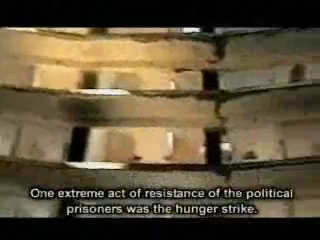 One extreme act of resistance of the political
prisoners was the hunger strike.